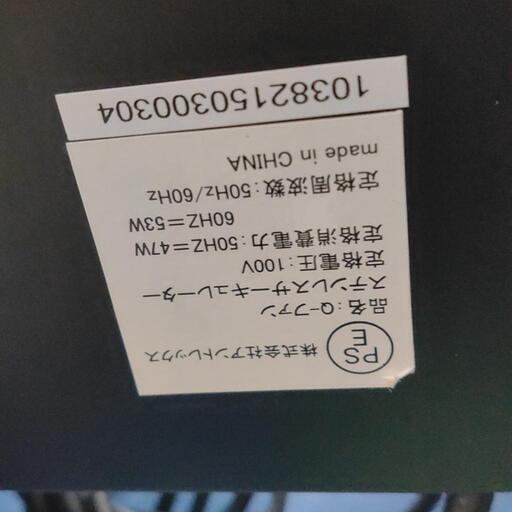 PS
E
株式会社アントレックス
品名:Q-ファン
ステンレスサーキュレーター
定格電圧:100V
定格消費電力:50HZ=47W
60HZ=53W
定格周波数:50Hz/60Hz
made in CHINA
10382150300304